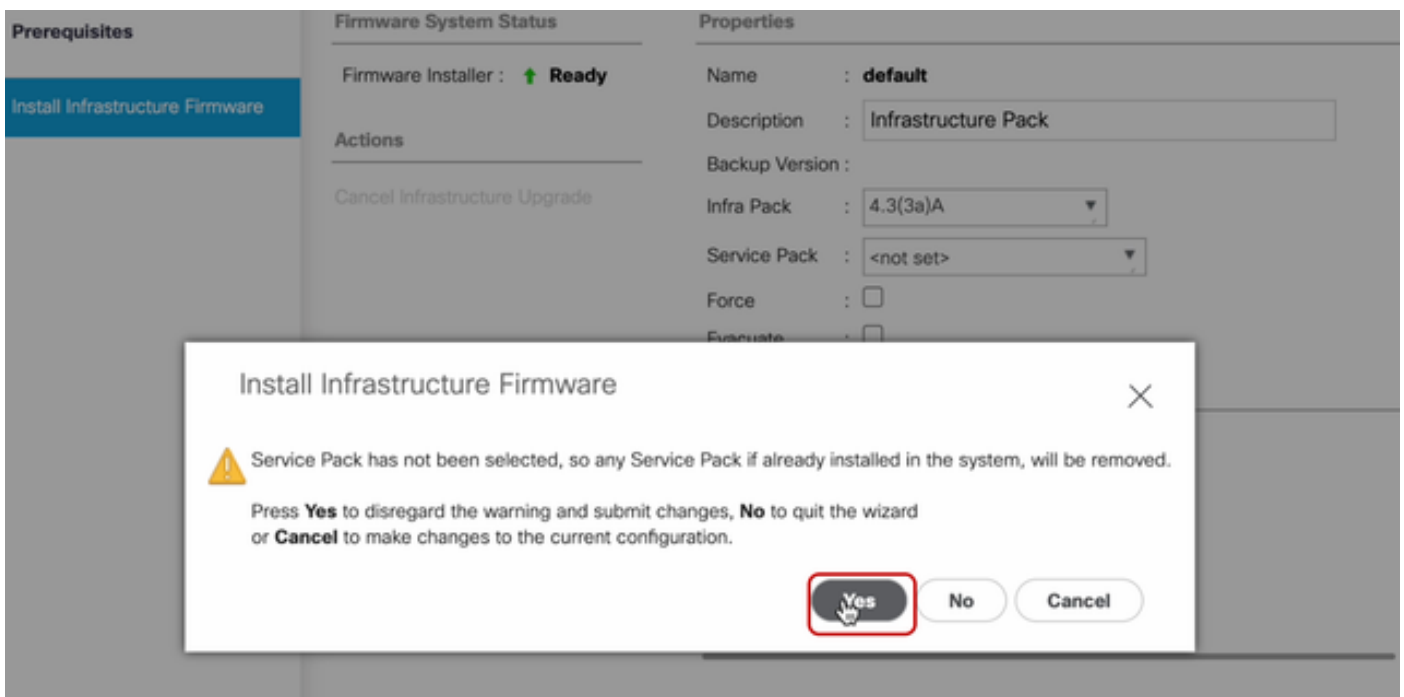 Prerequisites
Install Infrastructure Firmware
Firmware System Status
Firmware Installer : Ready
Actions
Cancel Infrastructure Upgrade
Properties
Name : default
Description : Infrastructure Pack
Backup Version :
Infra Pack : 4.3(3a)A
Service Pack : <not set>
Force :
Evacuate :
Install Infrastructure Firmware
Service Pack has not been selected, so any Service Pack if already installed in the system, will be removed.
Press Yes to disregard the warning and submit changes, No to quit the wizard
or Cancel to make changes to the current configuration.
Yes No Cancel